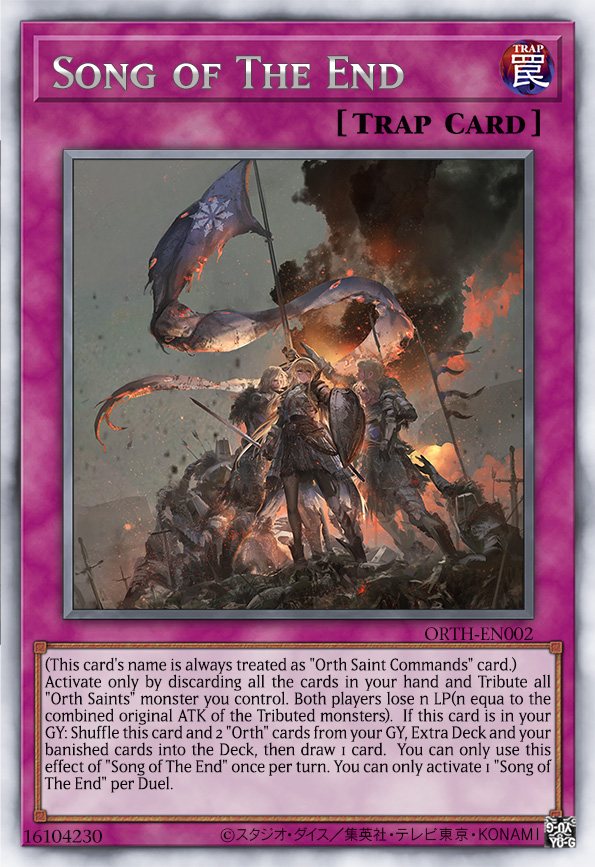 SONG OF THE END
TRAP
罠
[TRAP CARD]
ORTH-EN002
(This card's name is always treated as "Orth Saint Commands" card.)
Activate only by discarding all the cards in your hand and Tribute all
"Orth Saints" monster you control. Both players lose n LP(n equa to the
combined original ATK of the Tributed monsters). If this card is in your
GY: Shuffle this card and 2 "Orth" cards from your GY, Extra Deck and your
banished cards into the Deck, then draw 1 card. You can only use this
effect of "Song of The End" once per turn. You can only activate 1 "Song of
The End" per Duel.
16104230
©スタジオ・ダイス／集英社・テレビ東京・KONAMI